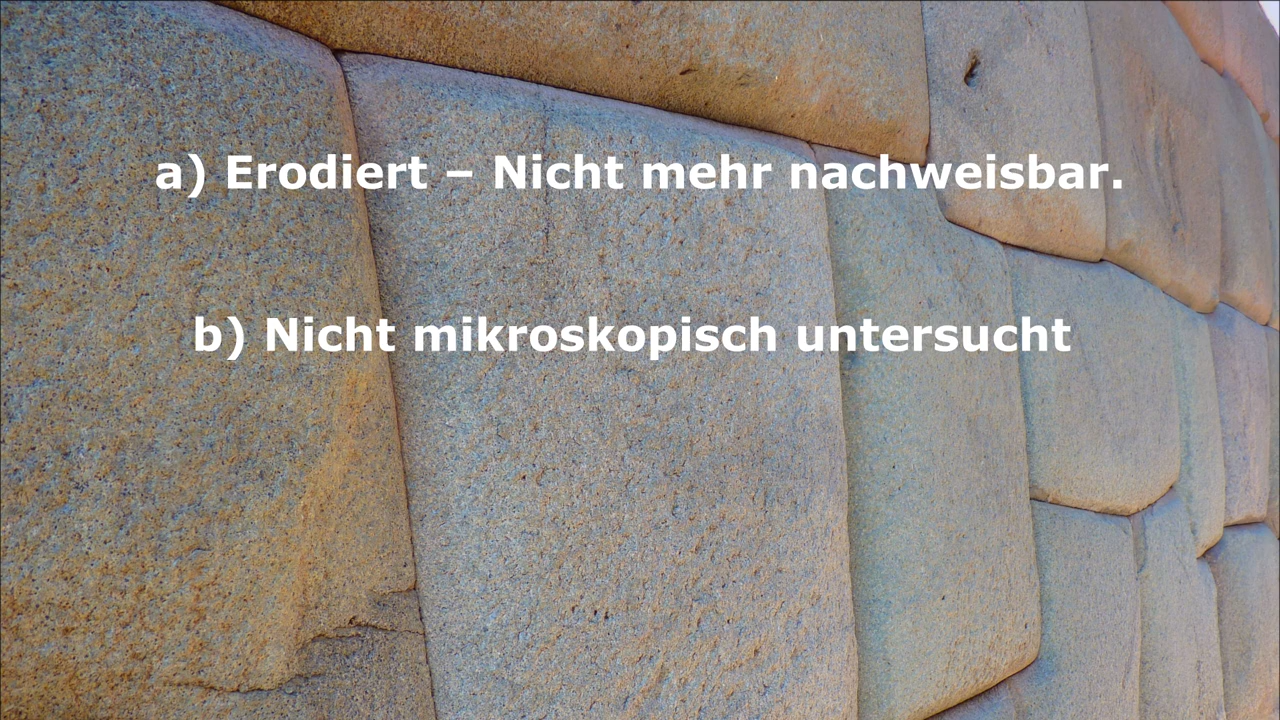 a) Erodiert – Nicht mehr nachweisbar.
b) Nicht mikroskopisch untersucht